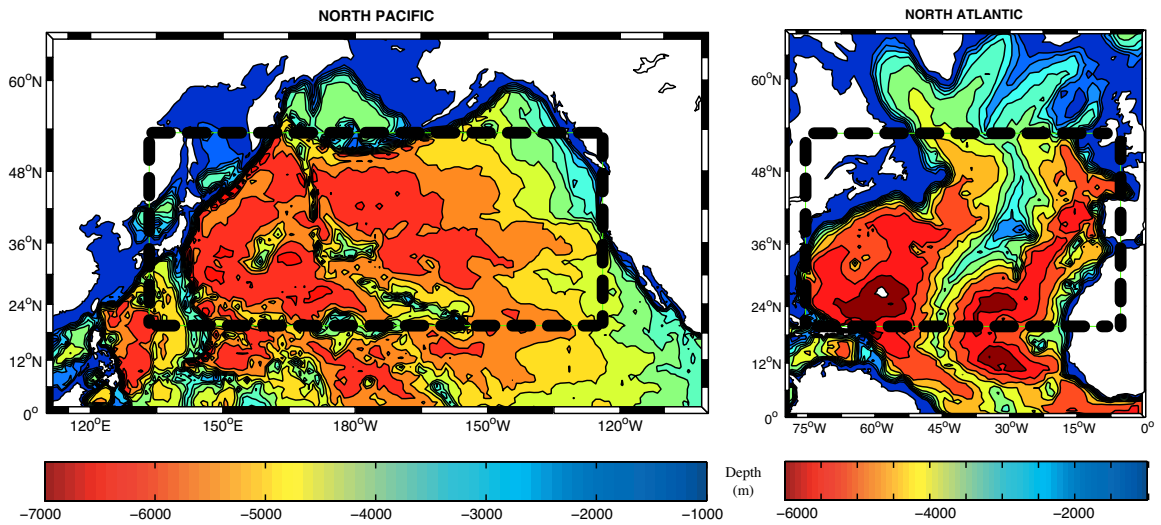 NORTH PACIFIC
60°N
48°N
36°N
24°N
12°N
0°
120°E 150°E 180°W 150°W 120°W
−7000 −6000 −5000 −4000 −3000 −2000 −1000
Depth
(m)
NORTH ATLANTIC
60°N
48°N
36°N
24°N
12°N
0°
75°W 60°W 45°W 30°W 15°W 0°
−6000 −4000 −2000